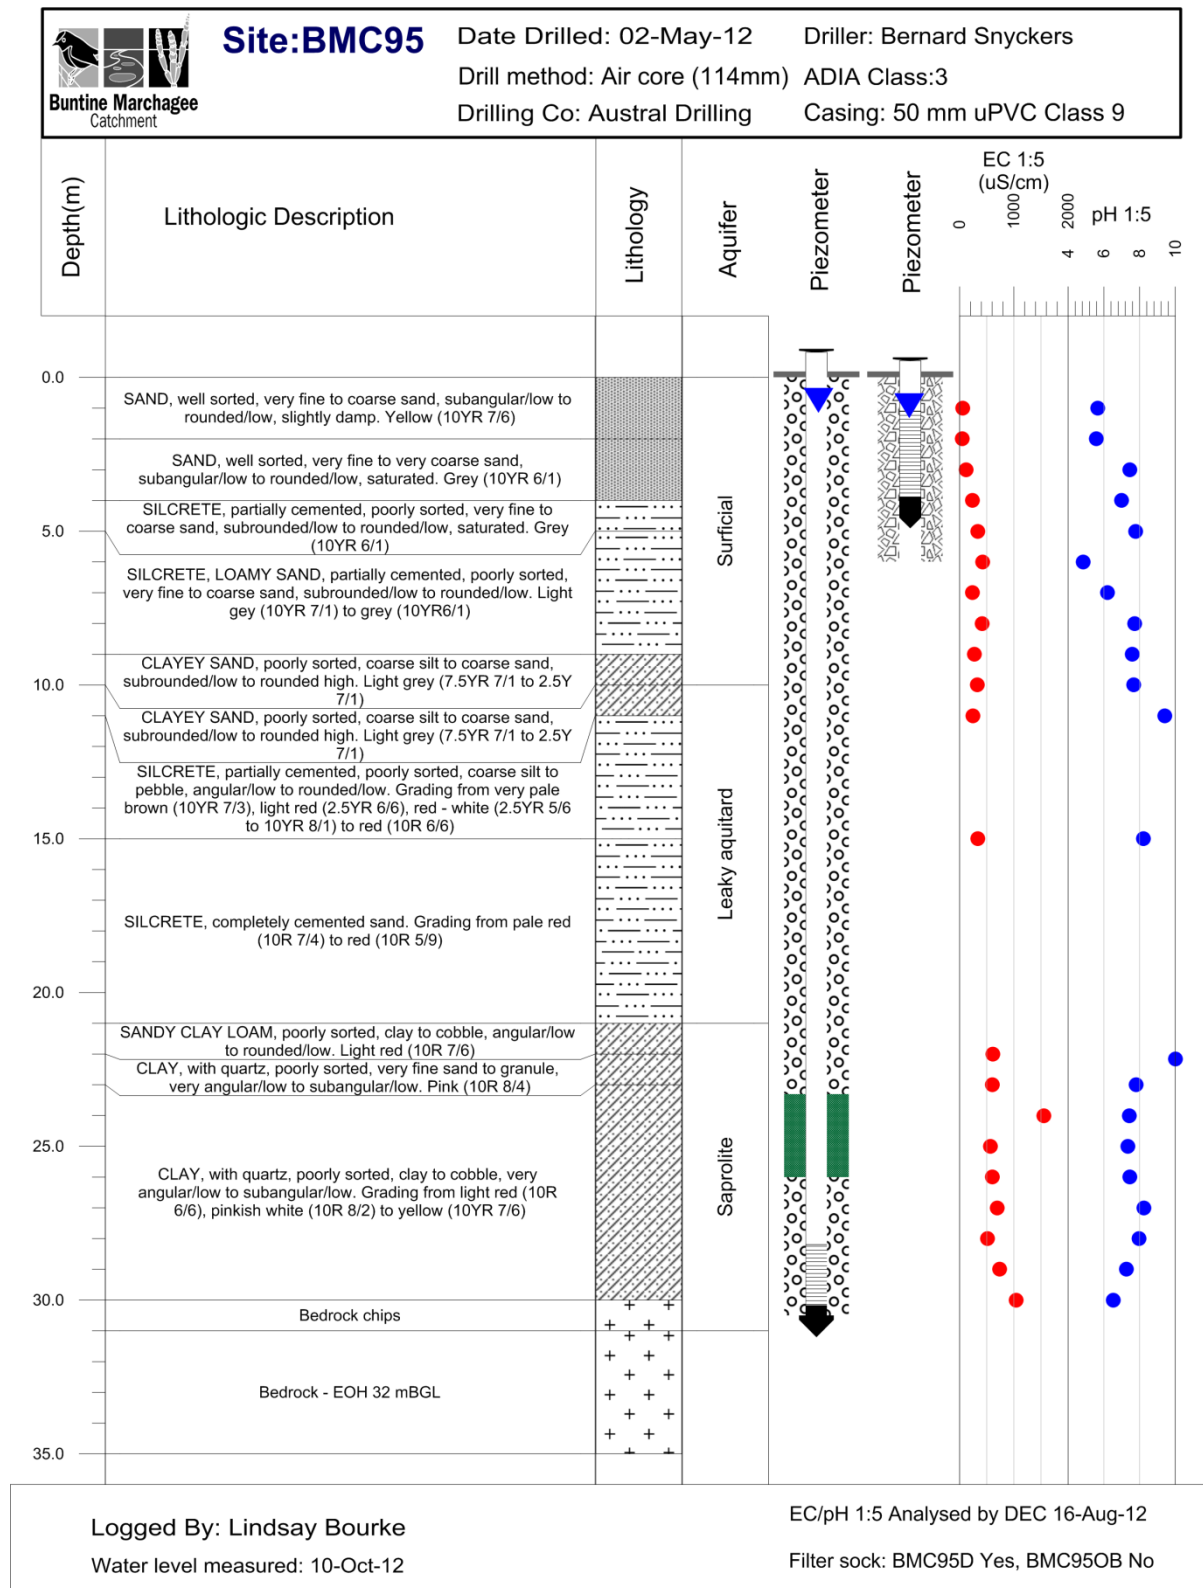 Buntine Marchagee
Catchment
Site:BMC95
Date Drilled: 02-May-12
Driller: Bernard Snyckers
Drill method: Air core (114mm)
ADIA Class:3
Drilling Co: Austral Drilling
Casing: 50 mm uPVC Class 9
Depth(m)
Lithologic Description
Lithology
Aquifer
Piezometer
Piezometer
EC 1:5
(uS/cm)
0
1000
2000
pH 1:5
4
6
8
10
0.0
SAND, well sorted, very fine to coarse sand, subangular/low to
rounded/low, slightly damp. Yellow (10YR 7/6)
SAND, well sorted, very fine to very coarse sand,
subangular/low to rounded/low, saturated. Grey (10YR 6/1)
SILCRETE, partially cemented, poorly sorted, very fine to
coarse sand, subrounded/low to rounded/low, saturated. Grey
(10YR 6/1)
5.0
SILCRETE, LOAMY SAND, partially cemented, poorly sorted,
very fine to coarse sand, subrounded/low to rounded/low. Light
gey (10YR 7/1) to grey (10YR6/1)
Surficial
CLAYEY SAND, poorly sorted, coarse silt to coarse sand,
subrounded/low to rounded high. Light grey (7.5YR 7/1 to 2.5Y
7/1)
10.0
CLAYEY SAND, poorly sorted, coarse silt to coarse sand,
subrounded/low to rounded high. Light grey (7.5YR 7/1 to 2.5Y
7/1)
SILCRETE, partially cemented, poorly sorted, coarse silt to
pebble, angular/low to rounded/low. Grading from very pale
brown (10YR 7/3), light red (2.5YR 6/6), red - white (2.5YR 5/6
to 10YR 8/1) to red (10R 6/6)
15.0
Leaky aquitard
SILCRETE, completely cemented sand. Grading from pale red
(10R 7/4) to red (10R 5/9)
20.0
SANDY CLAY LOAM, poorly sorted, clay to cobble, angular/low
to rounded/low. Light red (10R 7/6)
CLAY, with quartz, poorly sorted, very fine sand to granule,
very angular/low to subangular/low. Pink (10R 8/4)
25.0
CLAY, with quartz, poorly sorted, clay to cobble, very
angular/low to subangular/low. Grading from light red (10R
6/6), pinkish white (10R 8/2) to yellow (10YR 7/6)
Saprolite
30.0
Bedrock chips
Bedrock - EOH 32 mBGL
35.0
Logged By: Lindsay Bourke
Water level measured: 10-Oct-12
EC/pH 1:5 Analysed by DEC 16-Aug-12
Filter sock: BMC95D Yes, BMC95OB No